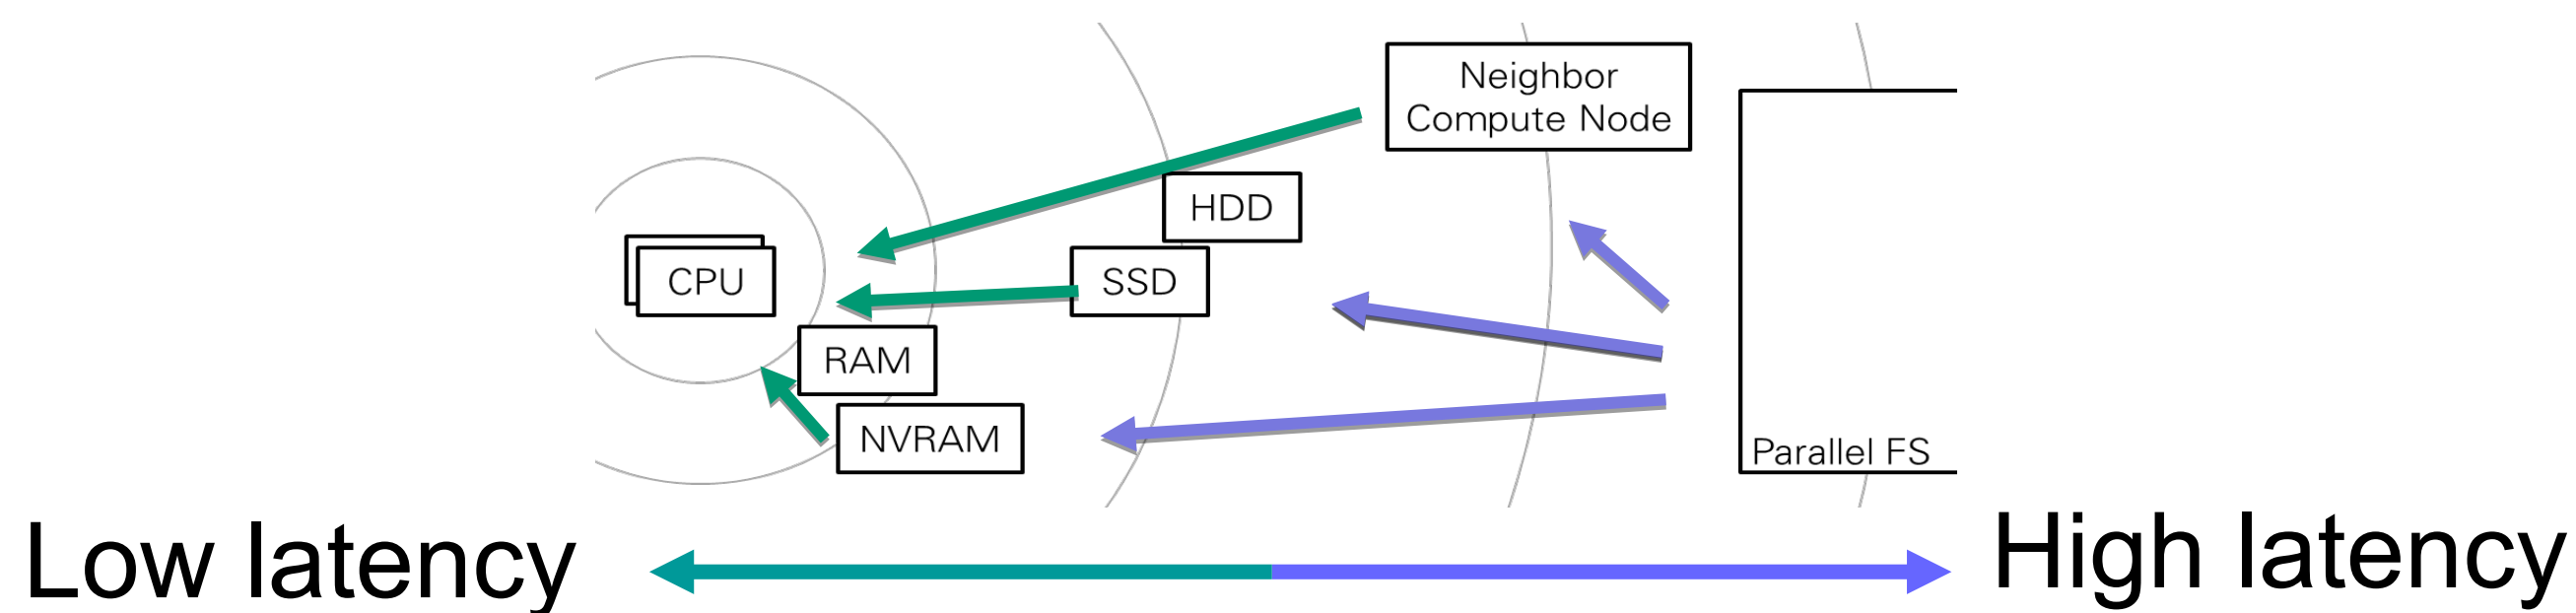 Neighbor
Compute Node
HDD
CPU
SSD
RAM
NVRAM
Parallel FS
Low latency
High latency